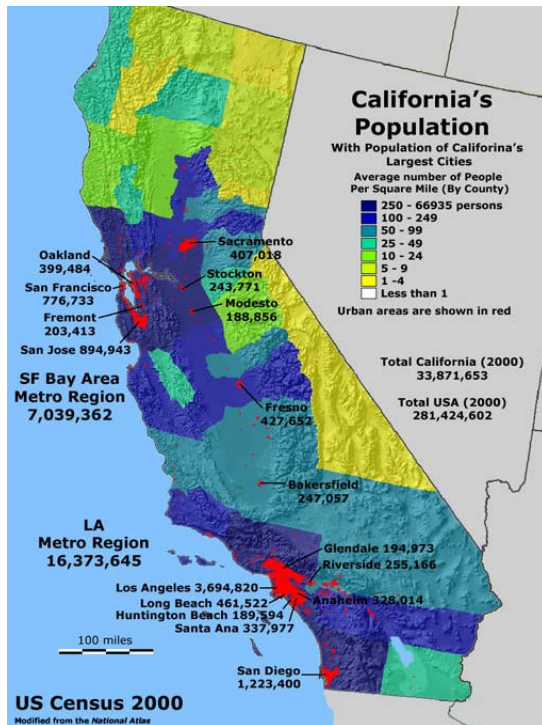 California's
Population
With Population of Califorina's
Largest Cities
Average number of People
Per Square Mile (By County)
250 - 66935 persons
100 - 249
50 - 99
25 - 49
10 - 24
5 - 9
1 -4
Less than 1
Urban areas are shown in red
Total California (2000)
33,871,653
Total USA (2000)
281,424,602
Sacramento
407,018
Oakland
399,484
Stockton
243,771
San Francisco
776,733
Modesto
188,856
Fremont
203,413
San Jose 894,943
SF Bay Area
Metro Region
7,039,362
Fresno
427,652
Bakersfield
247,057
LA
Metro Region
16,373,645
Glendale 194,973
Riverside 255,166
Los Angeles 3,694,820
Anaheim 328,014
Long Beach 461,522
Huntington Beach 189,594
Santa Ana 337,977
100 miles
San Diego
1,223,400
US Census 2000
Modified from the National Atlas